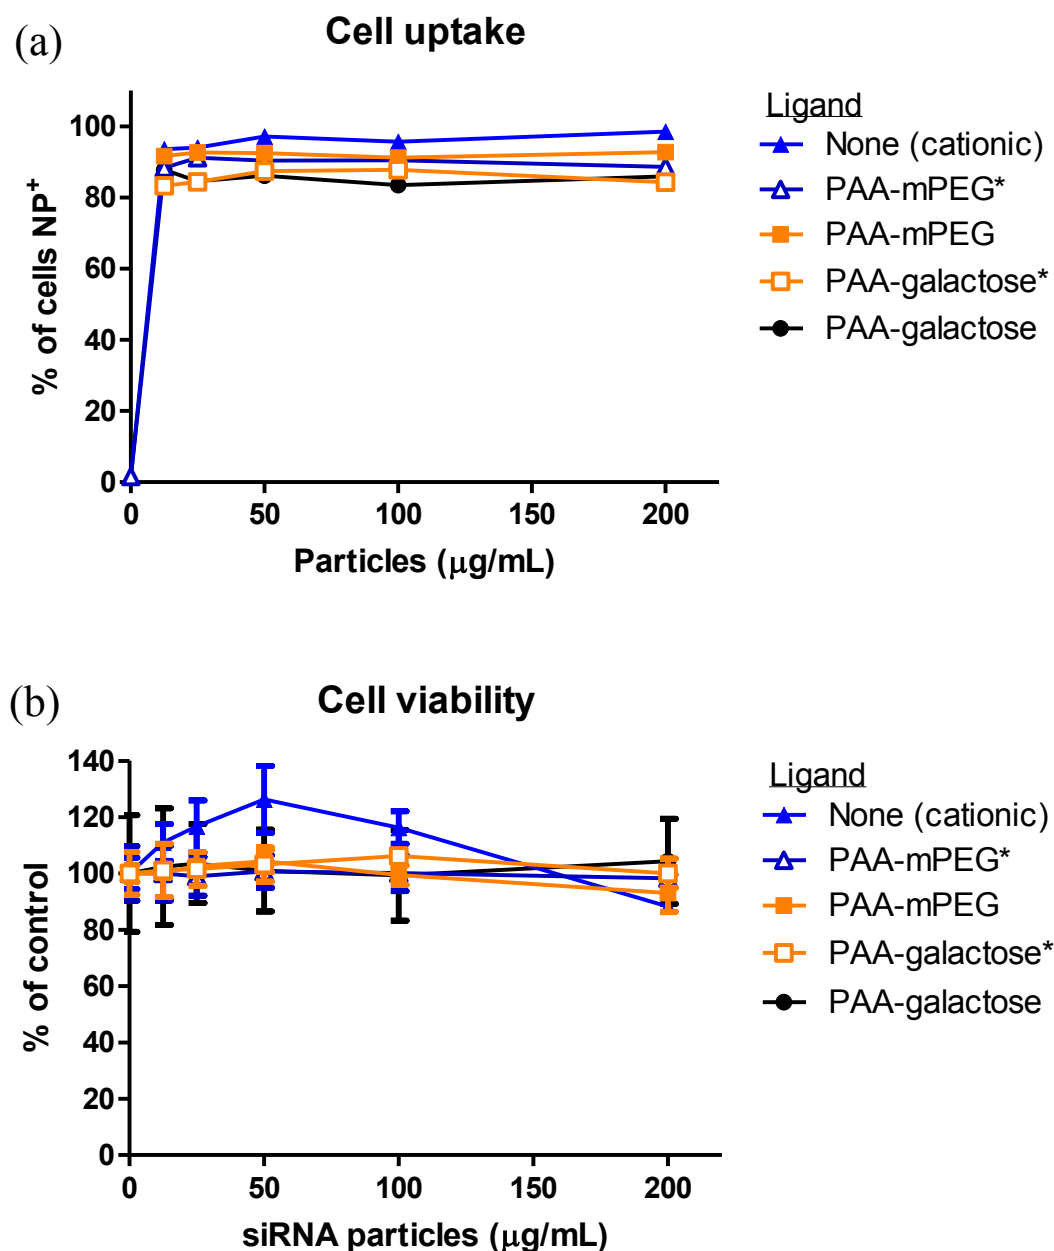 (a)
Cell uptake
% of cells NP⁺
100
80
60
40
20
0
0 50 100 150 200
Particles (μg/mL)
Ligand
None (cationic)
PAA-mPEG*
PAA-mPEG
PAA-galactose*
PAA-galactose
(b)
Cell viability
% of control
140
120
100
80
60
40
20
0
0 50 100 150 200
siRNA particles (μg/mL)
Ligand
None (cationic)
PAA-mPEG*
PAA-mPEG
PAA-galactose*
PAA-galactose